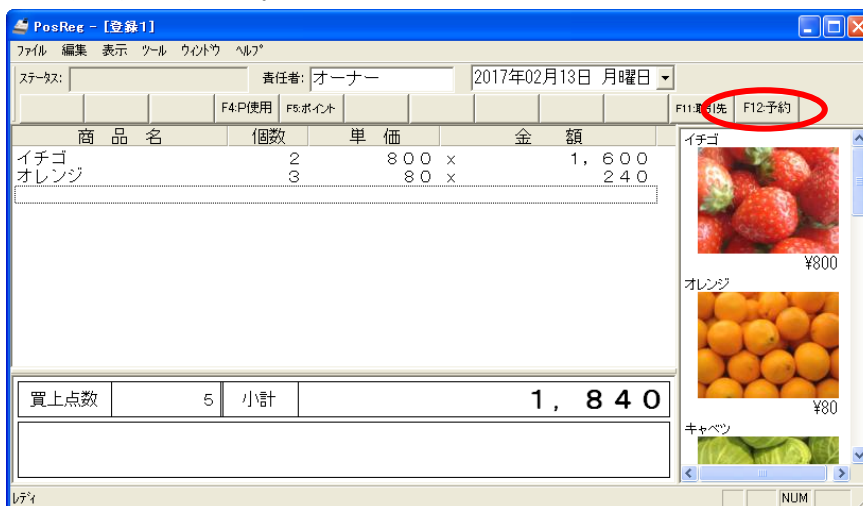 PosReg - [登録1]
ファイル 編集 表示 ツール ウィンドウ ヘルプ
ステータス: 責任者: オーナー 2017年02月13日 月曜日
F4:P使用 F5:ポイント F11:取引先 F12:予約
商 品 名 個数 単 価 金 額
イチゴ 2 800 x 1,600
オレンジ 3 80 x 240
イチゴ
¥800
オレンジ
¥80
キャベツ
買上点数 5 小計 1,840
レディ NUM